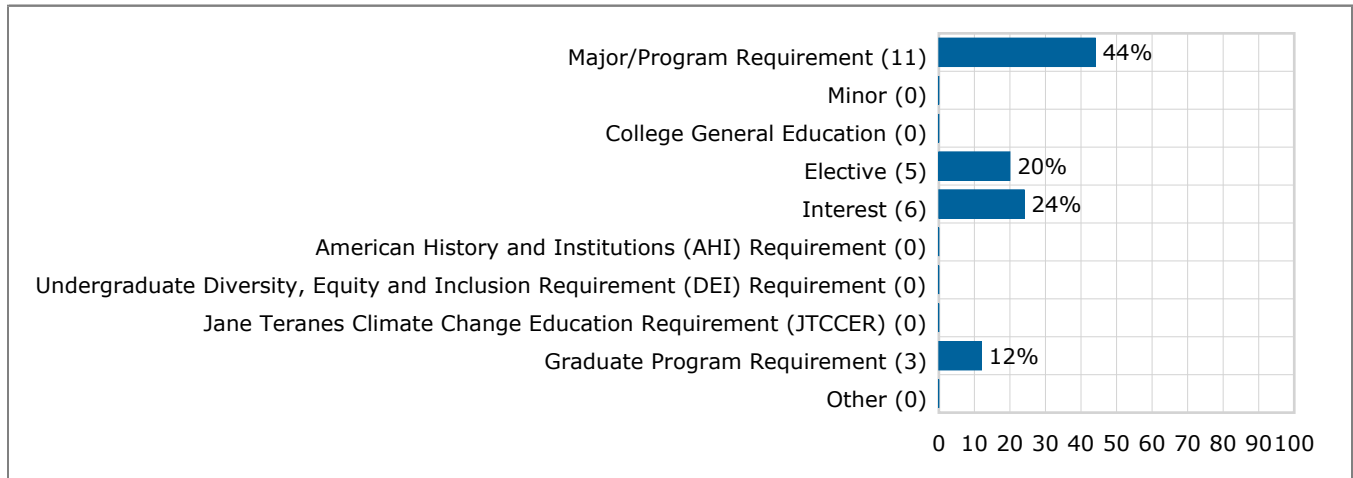 Major/Program Requirement (11) 44%
Minor (0)
College General Education (0)
Elective (5) 20%
Interest (6) 24%
American History and Institutions (AHI) Requirement (0)
Undergraduate Diversity, Equity and Inclusion Requirement (DEI) Requirement (0)
Jane Teranes Climate Change Education Requirement (JTCCER) (0)
Graduate Program Requirement (3) 12%
Other (0)
0 10 20 30 40 50 60 70 80 90 100